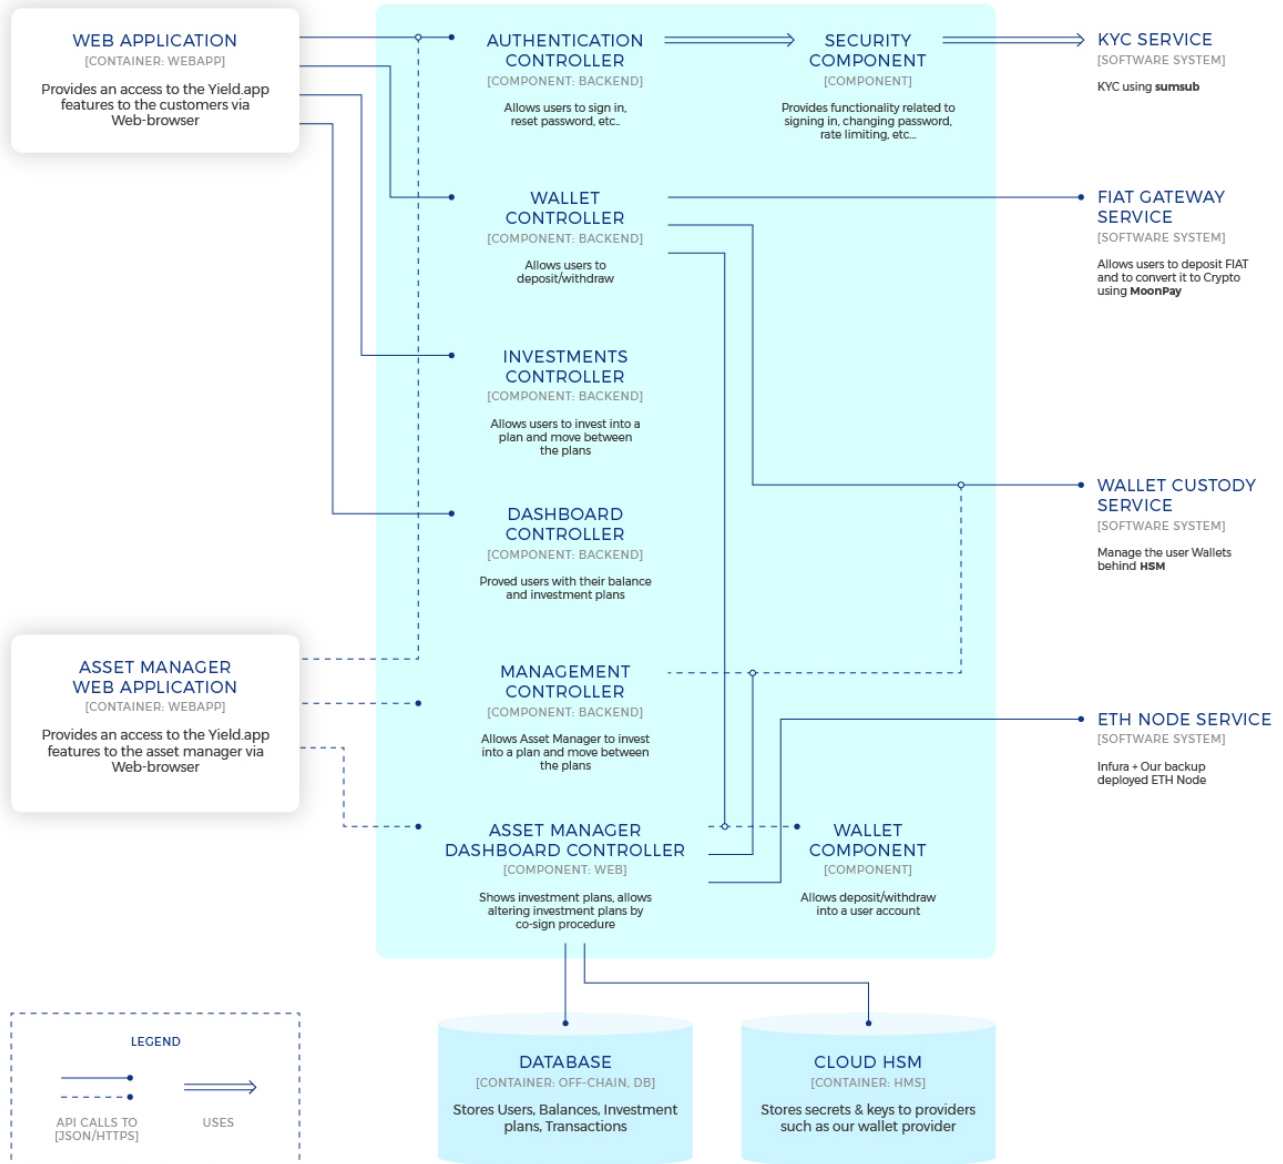 WEB APPLICATION
[CONTAINER: WEBAPP]
Provides an access to the Yield.app
features to the customers via
Web-browser
AUTHENTICATION
CONTROLLER
[COMPONENT: BACKEND]
Allows users to sign in,
reset password, etc..
SECURITY
COMPONENT
[COMPONENT]
Provides functionality related to
signing in, changing password,
rate limiting, etc...
KYC SERVICE
[SOFTWARE SYSTEM]
KYC using sumsub
WALLET
CONTROLLER
[COMPONENT: BACKEND]
Allows users to
deposit/withdraw
FIAT GATEWAY
SERVICE
[SOFTWARE SYSTEM]
Allows users to deposit FIAT
and to convert it to Crypto
using MoonPay
INVESTMENTS
CONTROLLER
[COMPONENT: BACKEND]
Allows users to invest into a
plan and move between
the plans
DASHBOARD
CONTROLLER
[COMPONENT: BACKEND]
Proved users with their balance
and investment plans
WALLET CUSTODY
SERVICE
[SOFTWARE SYSTEM]
Manage the user Wallets
behind HSM
ASSET MANAGER
WEB APPLICATION
[CONTAINER: WEBAPP]
Provides an access to the Yield.app
features to the asset manager via
Web-browser
MANAGEMENT
CONTROLLER
[COMPONENT: BACKEND]
Allows Asset Manager to invest
into a plan and move between
the plans
ETH NODE SERVICE
[SOFTWARE SYSTEM]
Infura + Our backup
deployed ETH Node
ASSET MANAGER
DASHBOARD CONTROLLER
[COMPONENT: WEB]
Shows investment plans, allows
altering investment plans by
co-sign procedure
WALLET
COMPONENT
[COMPONENT]
Allows deposit/withdraw
into a user account
LEGEND
API CALLS TO
[JSON/HTTPS]
USES
DATABASE
[CONTAINER: OFF-CHAIN, DB]
Stores Users, Balances, Investment
plans, Transactions
CLOUD HSM
[CONTAINER: HMS]
Stores secrets & keys to providers
such as our wallet provider